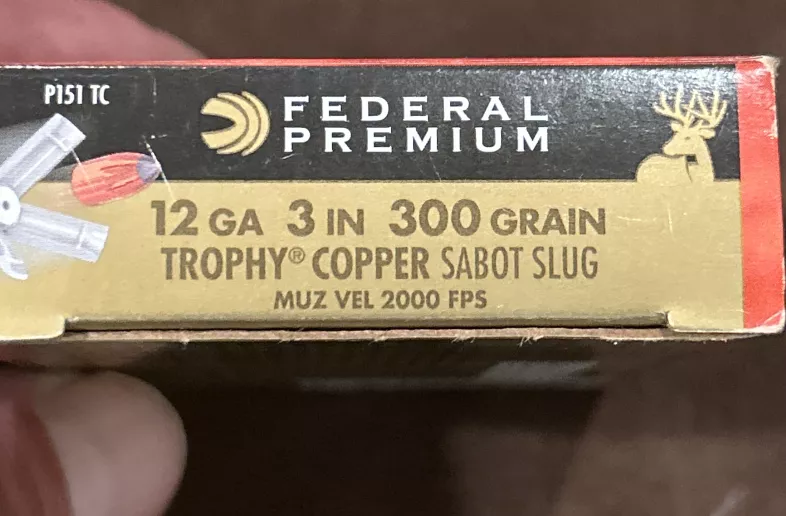 P151 TC
FEDERAL
PREMIUM
12 GA 3 IN 300 GRAIN
TROPHY® COPPER SABOT SLUG
MUZ VEL 2000 FPS